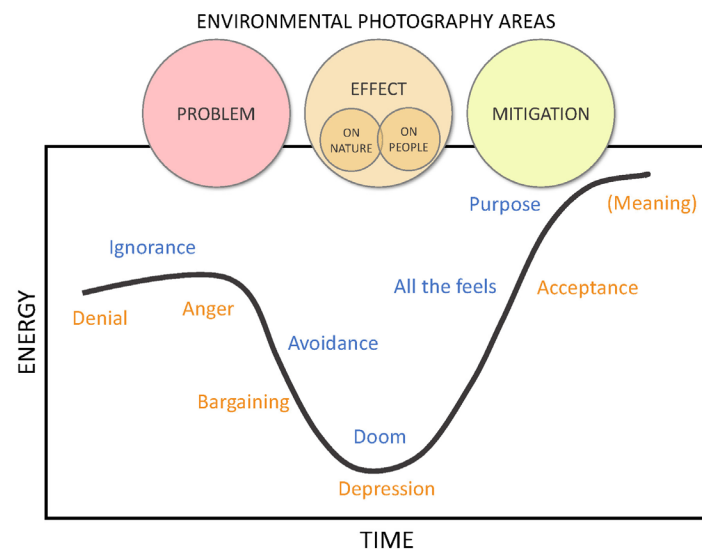 ENVIRONMENTAL PHOTOGRAPHY AREAS
PROBLEM
EFFECT
ON
NATURE
ON
PEOPLE
MITIGATION
Purpose
(Meaning)
Ignorance
All the feels
Acceptance
Denial
Anger
Avoidance
Bargaining
Doom
Depression
ENERGY
TIME